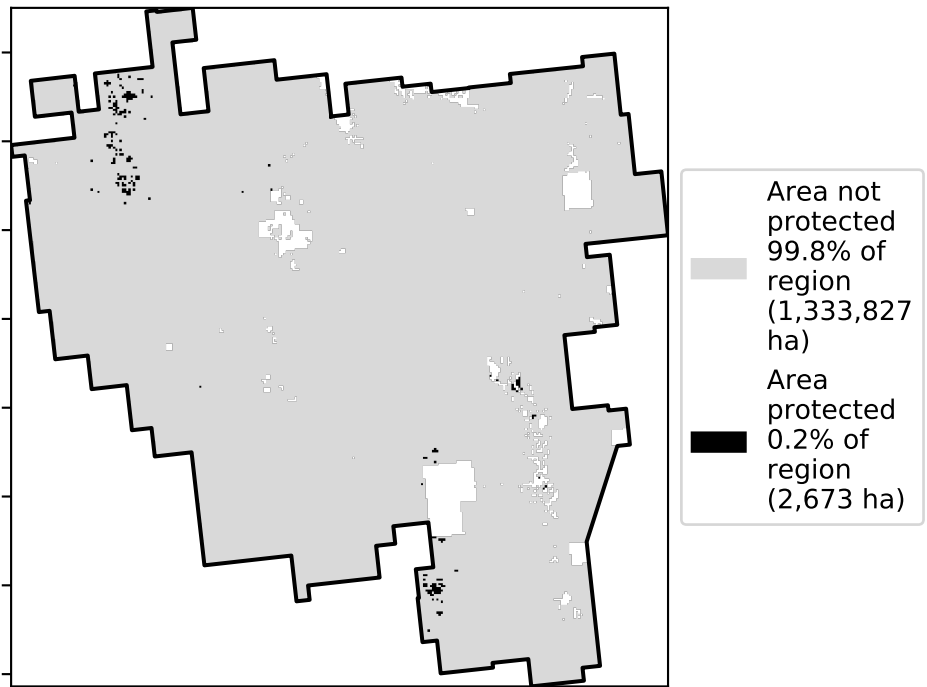 Area not
protected
99.8% of
region
(1,333,827
ha)
Area
protected
0.2% of
region
(2,673 ha)